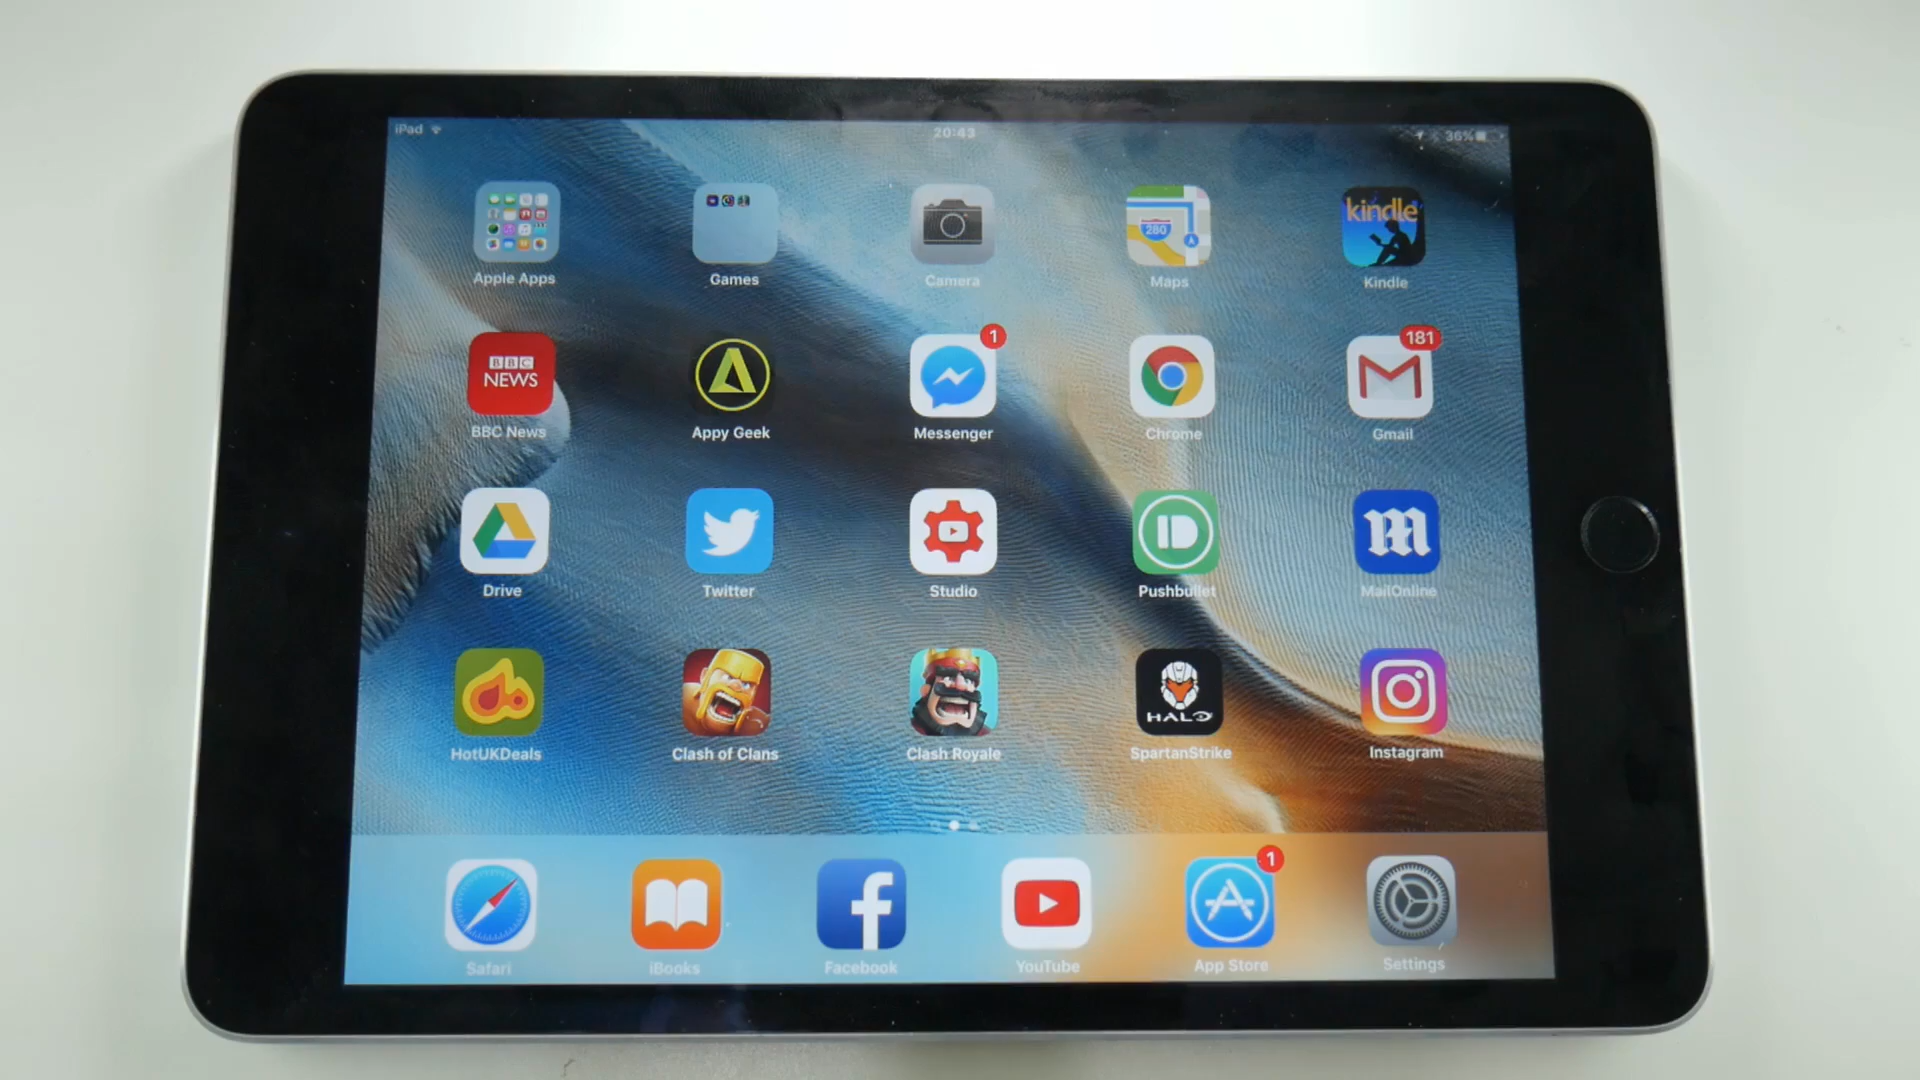 iPad 20:43 36%
280 kindle
Apple Apps Games Camera Maps Kindle
1 181
BBC
NEWS
BBC News Appy Geek Messenger Chrome Gmail
Drive Twitter Studio Pushbullet MailOnline
HALO
HotUKDeals Clash of Clans Clash Royale SpartanStrike Instagram
1
Safari iBooks Facebook YouTube App Store Settings